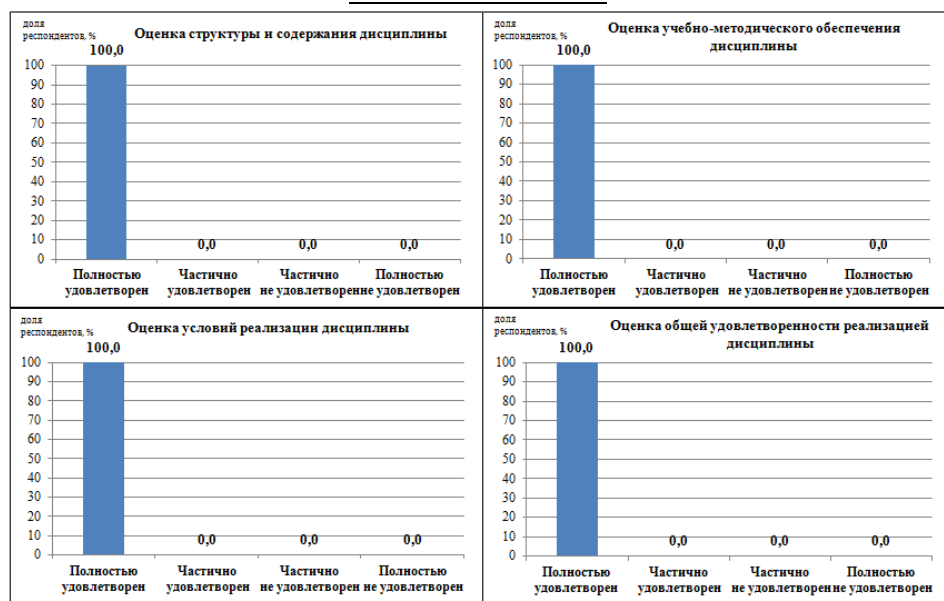 доля
респондентов, %
Оценка структуры и содержания дисциплины
100,0
100
90
80
70
60
50
40
30
20
10
0
0,0
0,0
0,0
Полностью
удовлетворен
Частично
удовлетворен
Частично
не удовлетворен
Полностью
не удовлетворен
доля
респондентов, %
Оценка учебно-методического обеспечения
дисциплины
100,0
100
90
80
70
60
50
40
30
20
10
0
0,0
0,0
0,0
Полностью
удовлетворен
Частично
удовлетворен
Частично
не удовлетворен
Полностью
не удовлетворен
доля
респондентов, %
Оценка условий реализации дисциплины
100,0
100
90
80
70
60
50
40
30
20
10
0
0,0
0,0
0,0
Полностью
удовлетворен
Частично
удовлетворен
Частично
не удовлетворен
Полностью
не удовлетворен
доля
респондентов, %
Оценка общей удовлетворенности реализацией
дисциплины
100,0
100
90
80
70
60
50
40
30
20
10
0
0,0
0,0
0,0
Полностью
удовлетворен
Частично
удовлетворен
Частично
не удовлетворен
Полностью
не удовлетворен